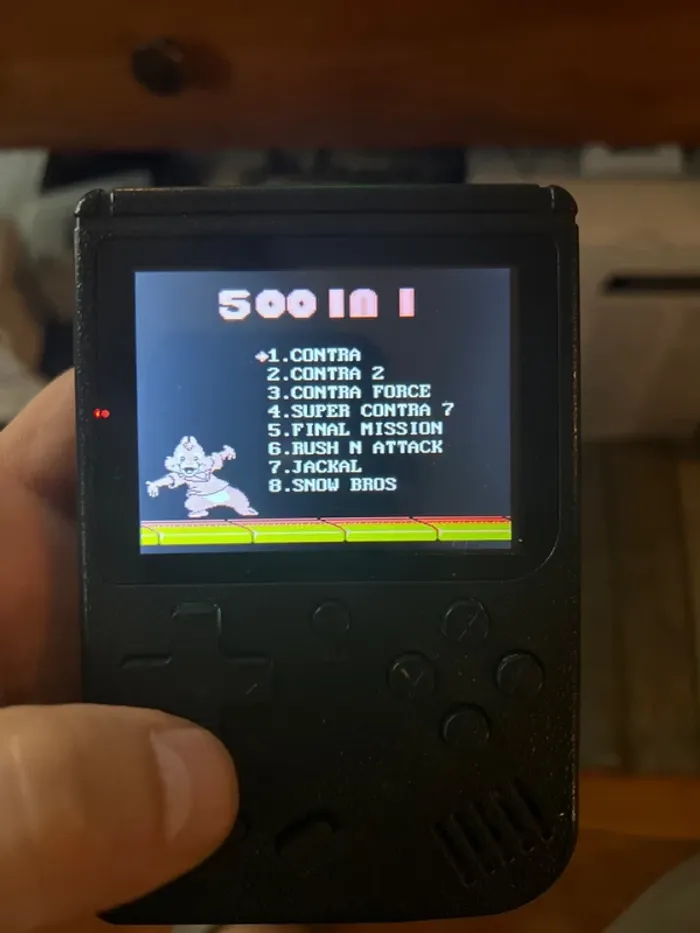 500 IN 1
1.CONTRA
2.CONTRA 2
3.CONTRA FORCE
4.SUPER CONTRA 7
5.FINAL MISSION
6.RUSH N ATTACK
7.JACKAL
8.SNOW BROS